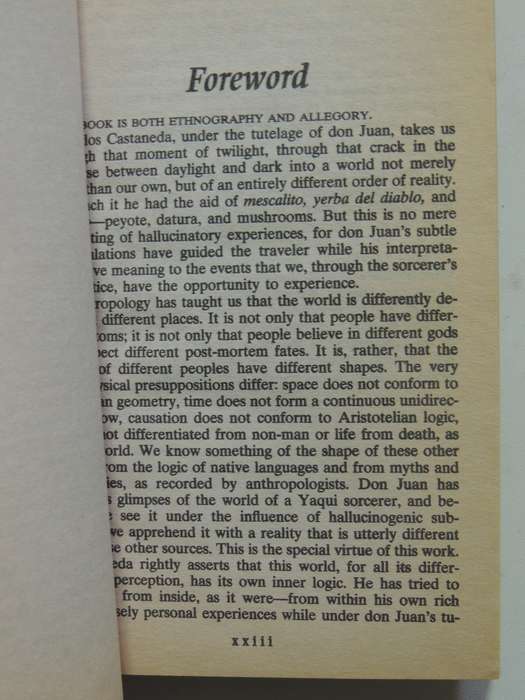 Foreword
BOOK IS BOTH ETHNOGRAPHY AND ALLEGORY.
los Castaneda, under the tutelage of don Juan, takes us
gh that moment of twilight, through that crack in the
se between daylight and dark into a world not merely
than our own, but of an entirely different order of reality.
ch it he had the aid of mescalito, yerba del diablo, and
—peyote, datura, and mushrooms. But this is no mere
ting of hallucinatory experiences, for don Juan's subtle
ulations have guided the traveler while his interpreta-
ve meaning to the events that we, through the sorcerer's
tice, have the opportunity to experience.
ropology has taught us that the world is differently de-
different places. It is not only that people have differ-
toms; it is not only that people believe in different gods
pect different post-mortem fates. It is, rather, that the
of different peoples have different shapes. The very
ysical presuppositions differ: space does not conform to
an geometry, time does not form a continuous unidirec-
ow, causation does not conform to Aristotelian logic,
not differentiated from non-man or life from death, as
orld. We know something of the shape of these other
rom the logic of native languages and from myths and
ies, as recorded by anthropologists. Don Juan has
s glimpses of the world of a Yaqui sorcerer, and be-
e see it under the influence of hallucinogenic sub-
we apprehend it with a reality that is utterly different
se other sources. This is the special virtue of this work.
eda rightly asserts that this world, for all its differ-
perception, has its own inner logic. He has tried to
from inside, as it were—from within his own rich
sely personal experiences while under don Juan's tu-
xxiii